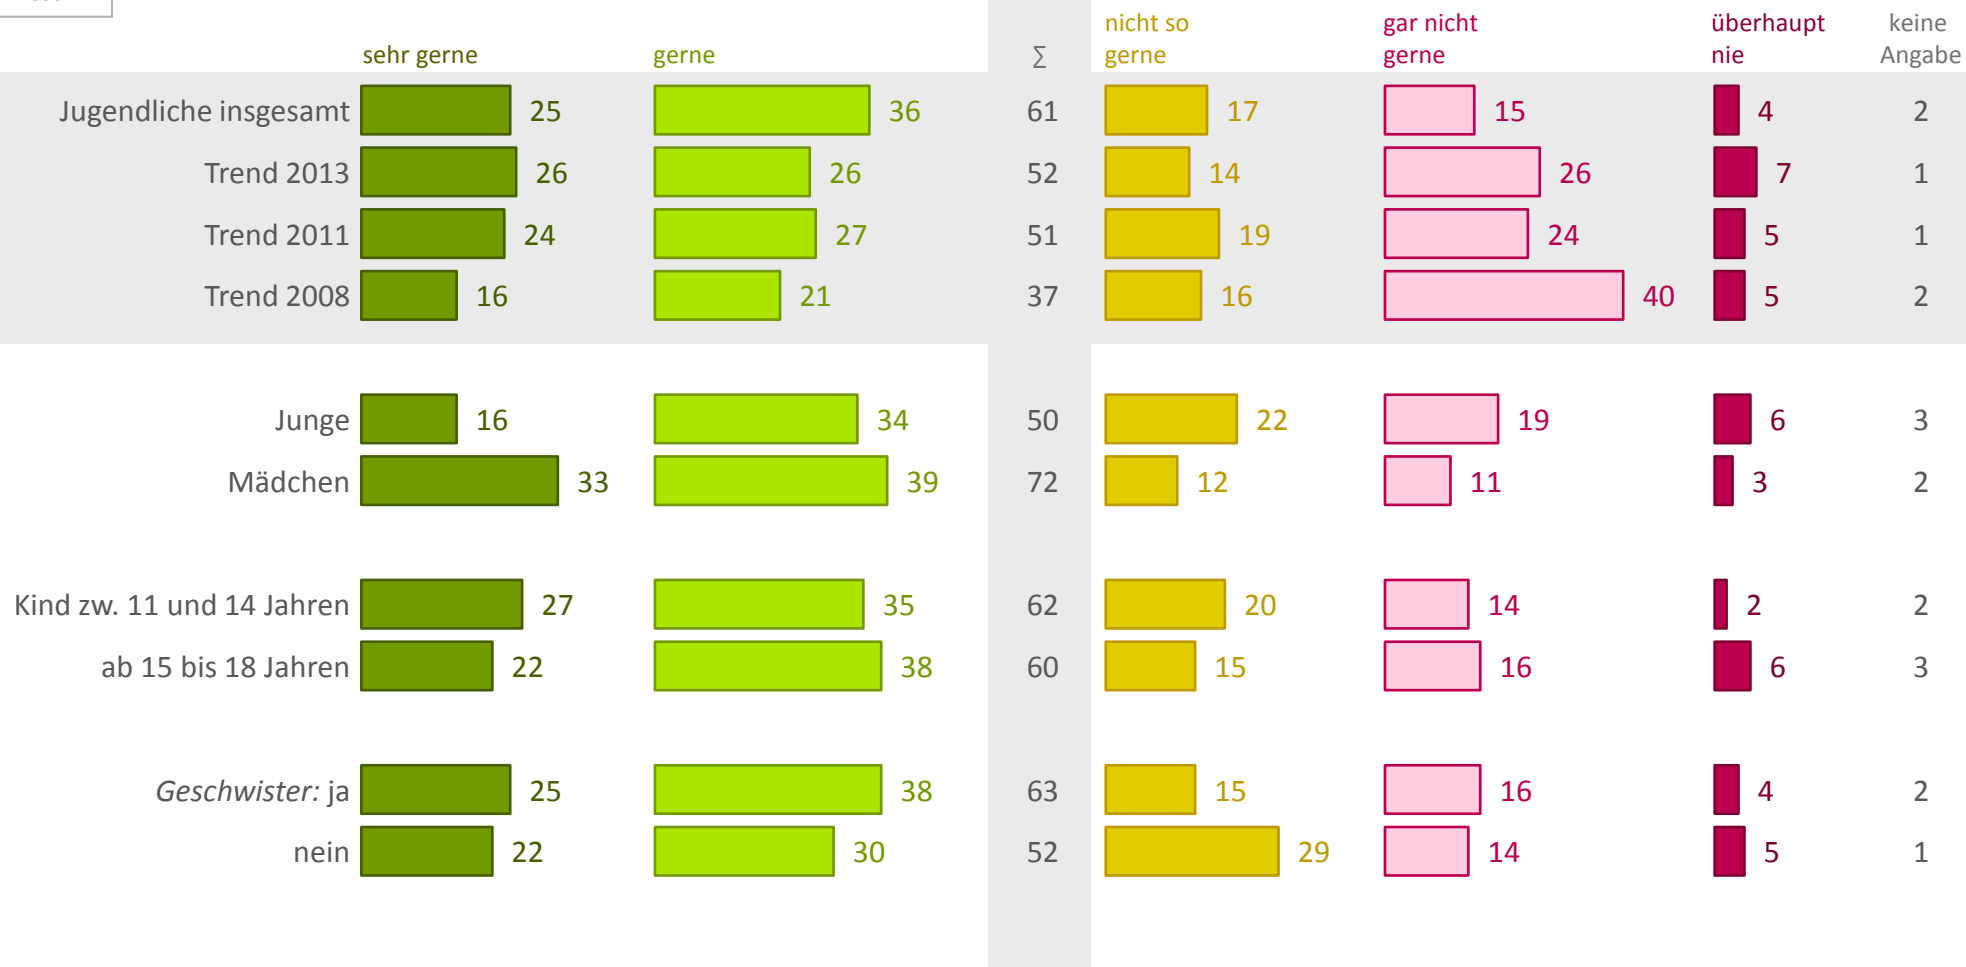 nicht so gar nicht überhaupt keine
sehr gerne gerne Σ gerne gerne nie Angabe
Jugendliche insgesamt 25 36 61 17 15 4 2
Trend 2013 26 26 52 14 26 7 1
Trend 2011 24 27 51 19 24 5 1
Trend 2008 16 21 37 16 40 5 2
Junge 16 34 50 22 19 6 3
Mädchen 33 39 72 12 11 3 2
Kind zw. 11 und 14 Jahren 27 35 62 20 14 2 2
ab 15 bis 18 Jahren 22 38 60 15 16 6 3
Geschwister: ja 25 38 63 15 16 4 2
nein 22 30 52 29 14 5 1